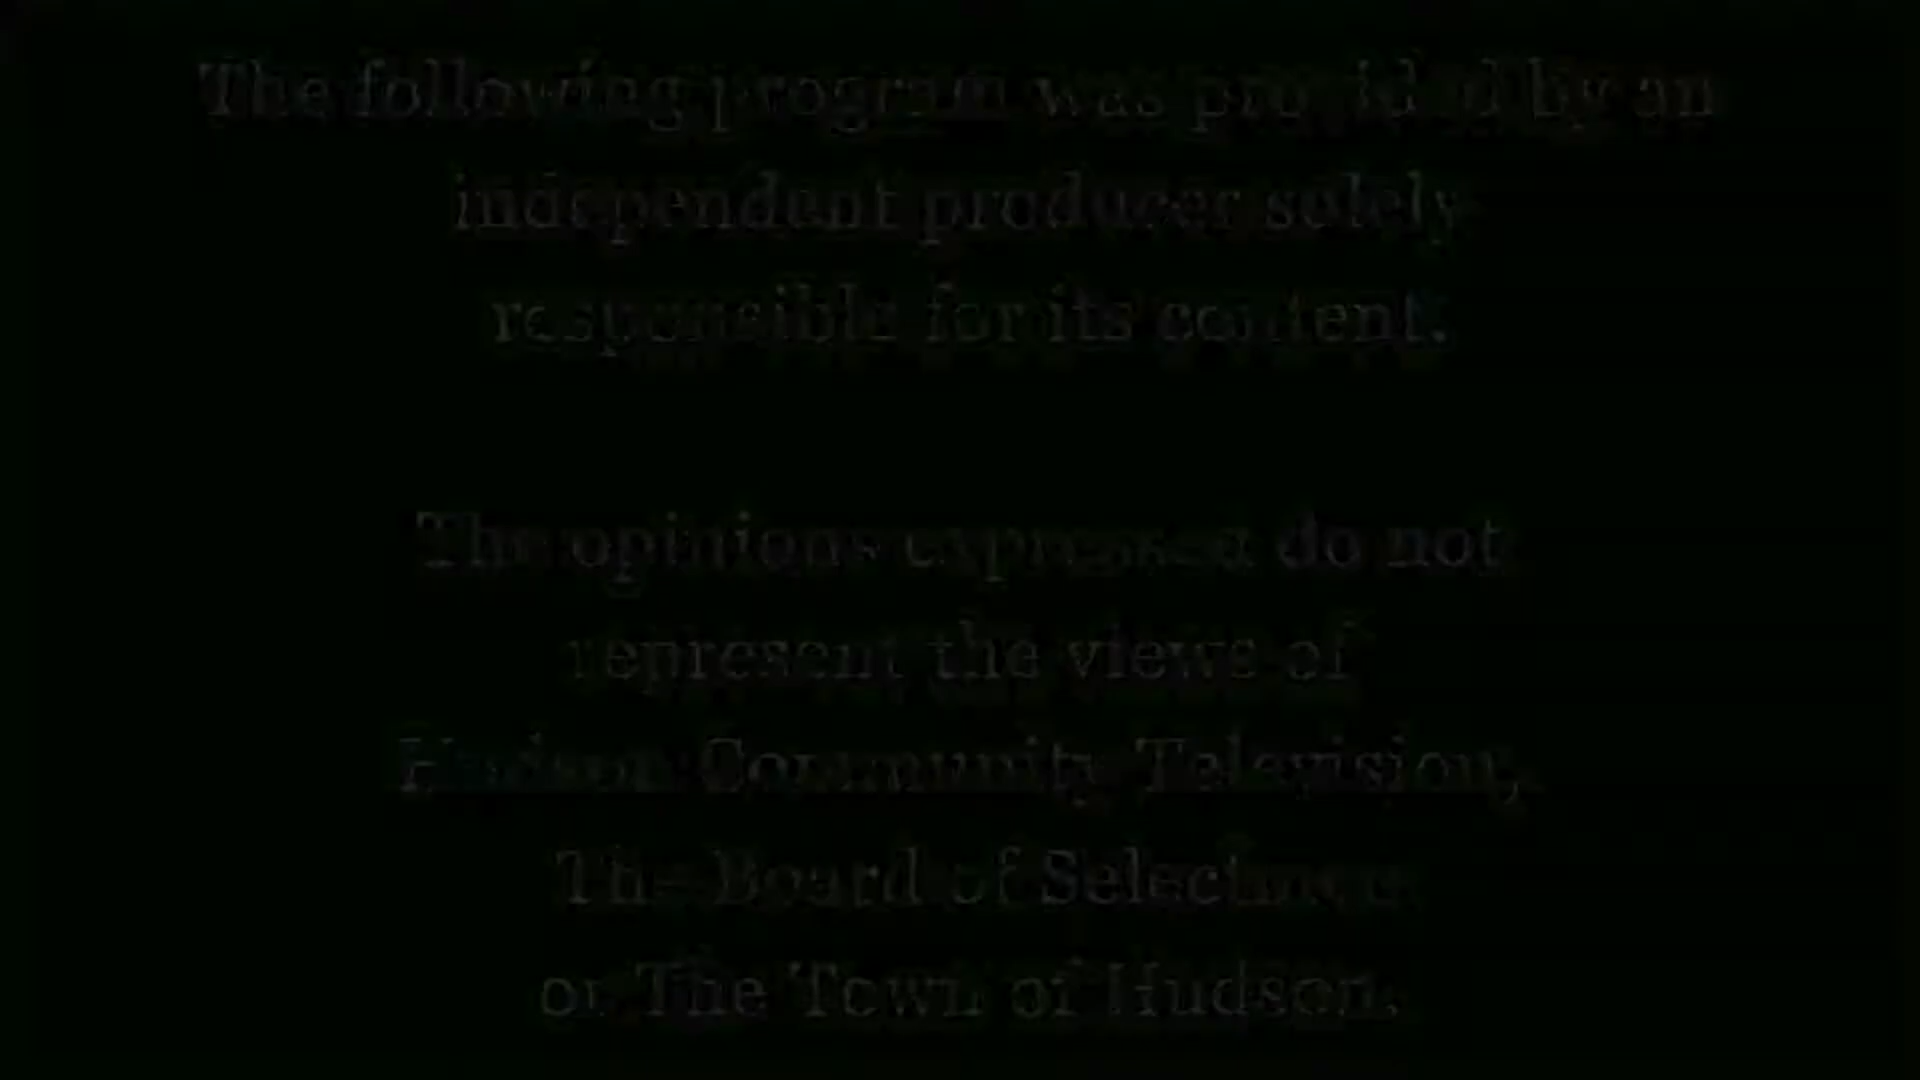 The following program was provided by an
independent producer solely
responsible for its content.
The opinions expressed do not
represent the views of
Hudson Community Television,
The Board of Selectmen
or The Town of Hudson.